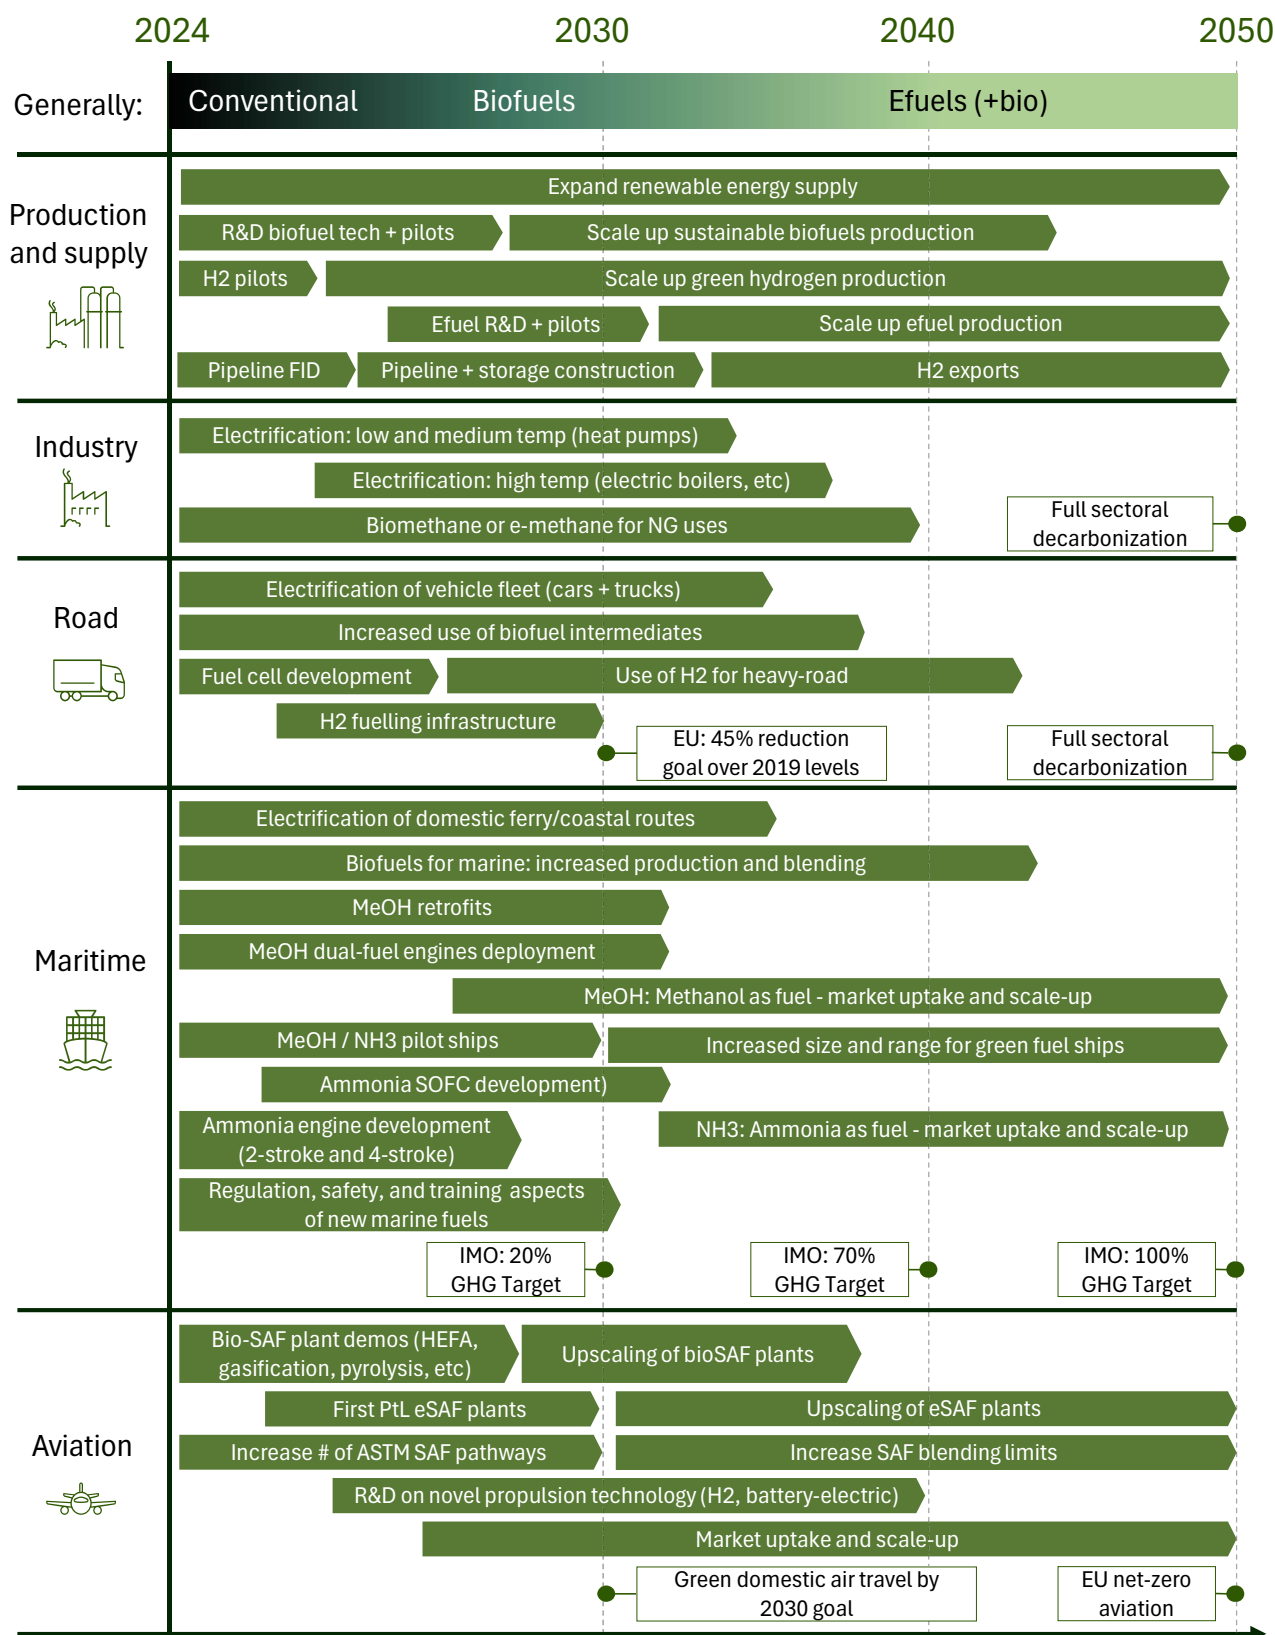 2024
2030
2040
2050
Generally:
Conventional
Biofuels
Efuels (+bio)
Production
and supply
Expand renewable energy supply
R&D biofuel tech + pilots
Scale up sustainable biofuels production
H2 pilots
Scale up green hydrogen production
Efuel R&D + pilots
Scale up efuel production
Pipeline FID
Pipeline + storage construction
H2 exports
Industry
Electrification: low and medium temp (heat pumps)
Electrification: high temp (electric boilers, etc)
Biomethane or e-methane for NG uses
Full sectoral
decarbonization
Road
Electrification of vehicle fleet (cars + trucks)
Increased use of biofuel intermediates
Fuel cell development
Use of H2 for heavy-road
H2 fuelling infrastructure
EU: 45% reduction
goal over 2019 levels
Full sectoral
decarbonization
Maritime
Electrification of domestic ferry/coastal routes
Biofuels for marine: increased production and blending
MeOH retrofits
MeOH dual-fuel engines deployment
MeOH: Methanol as fuel - market uptake and scale-up
MeOH / NH3 pilot ships
Increased size and range for green fuel ships
Ammonia SOFC development)
Ammonia engine development
(2-stroke and 4-stroke)
NH3: Ammonia as fuel - market uptake and scale-up
Regulation, safety, and training aspects
of new marine fuels
IMO: 20%
GHG Target
IMO: 70%
GHG Target
IMO: 100%
GHG Target
Aviation
Bio-SAF plant demos (HEFA,
gasification, pyrolysis, etc)
Upscaling of bioSAF plants
First PtL eSAF plants
Upscaling of eSAF plants
Increase # of ASTM SAF pathways
Increase SAF blending limits
R&D on novel propulsion technology (H2, battery-electric)
Market uptake and scale-up
Green domestic air travel by
2030 goal
EU net-zero
aviation